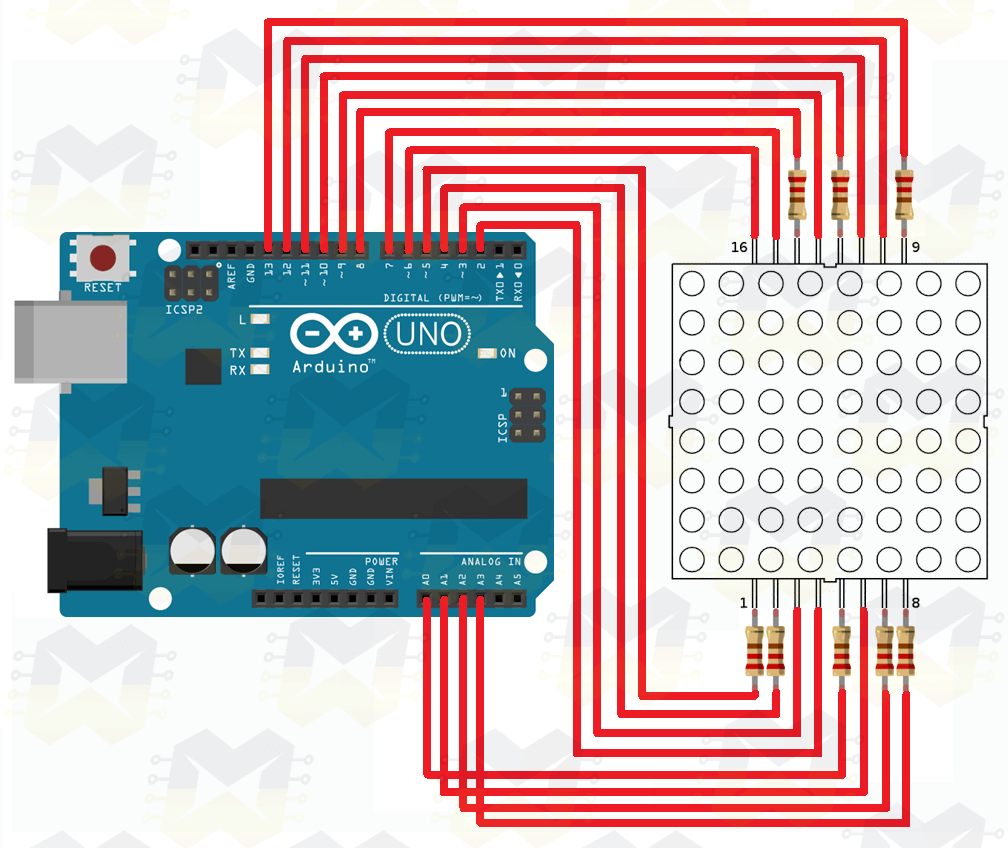 16
9
AREF
GND
13
12
~11
~10
~9
8
7
~6
~5
4
~3
2
TXD▶1
RXD◀0
RESET
ICSP2
DIGITAL (PWM=~)
L
TX
RX
UNO
Arduino™
ON
1
ICSP
POWER
ANALOG IN
IOREF
RESET
3V3
5V
GND
GND
VIN
A0
A1
A2
A3
A4
A5
1
8